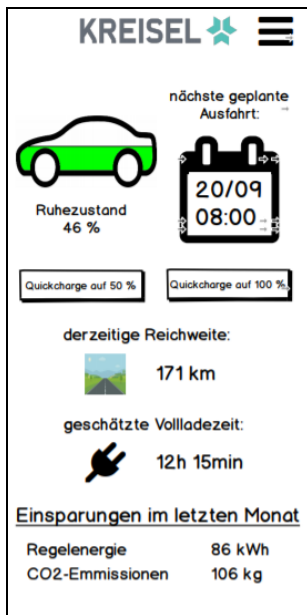 KREISEL
nächste geplante
Ausfahrt:
20/09
08:00
Ruhezustand
46 %
Quickcharge auf 50 %
Quickcharge auf 100 %
derzeitige Reichweite:
171 km
geschätzte Vollladezeit:
12h 15min
Einsparungen im letzten Monat
Regelenergie 86 kWh
CO2-Emmissionen 106 kg